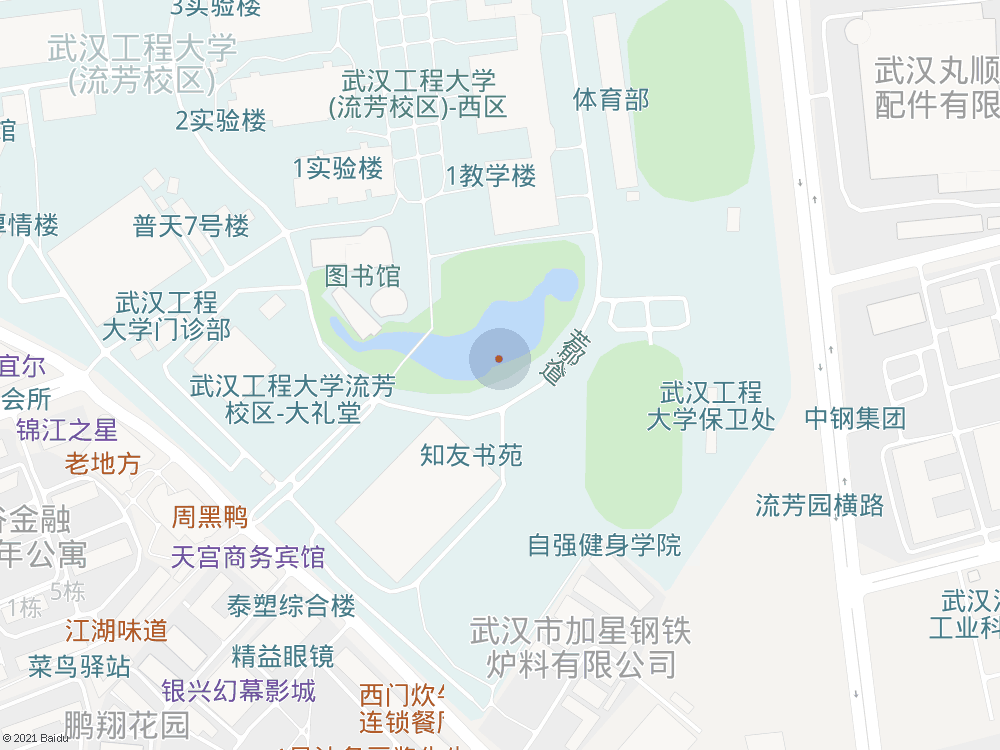 3实验楼
武汉工程大学
(流芳校区)
武汉工程大学
(流芳校区)-西区
体育部
武汉丸顺
配件有限
2实验楼
馆
1实验楼
1教学楼
厚情楼
普天7号楼
图书馆
武汉工程
大学门诊部
芳邮道
宜尔
会所
武汉工程大学流芳
校区-大礼堂
武汉工程
大学保卫处
中钢集团
锦江之星
老地方
知友书苑
流芳园横路
周黑鸭
谷金融
年公寓
天宫商务宾馆
自强健身学院
5栋
1栋
泰塑综合楼
武汉
工业科
江湖味道
武汉市加星钢铁
炉料有限公司
菜鸟驿站
精益眼镜
银兴幻幕影城
西门炊
连锁餐厅
鹏翔花园
© 2021 Baidu